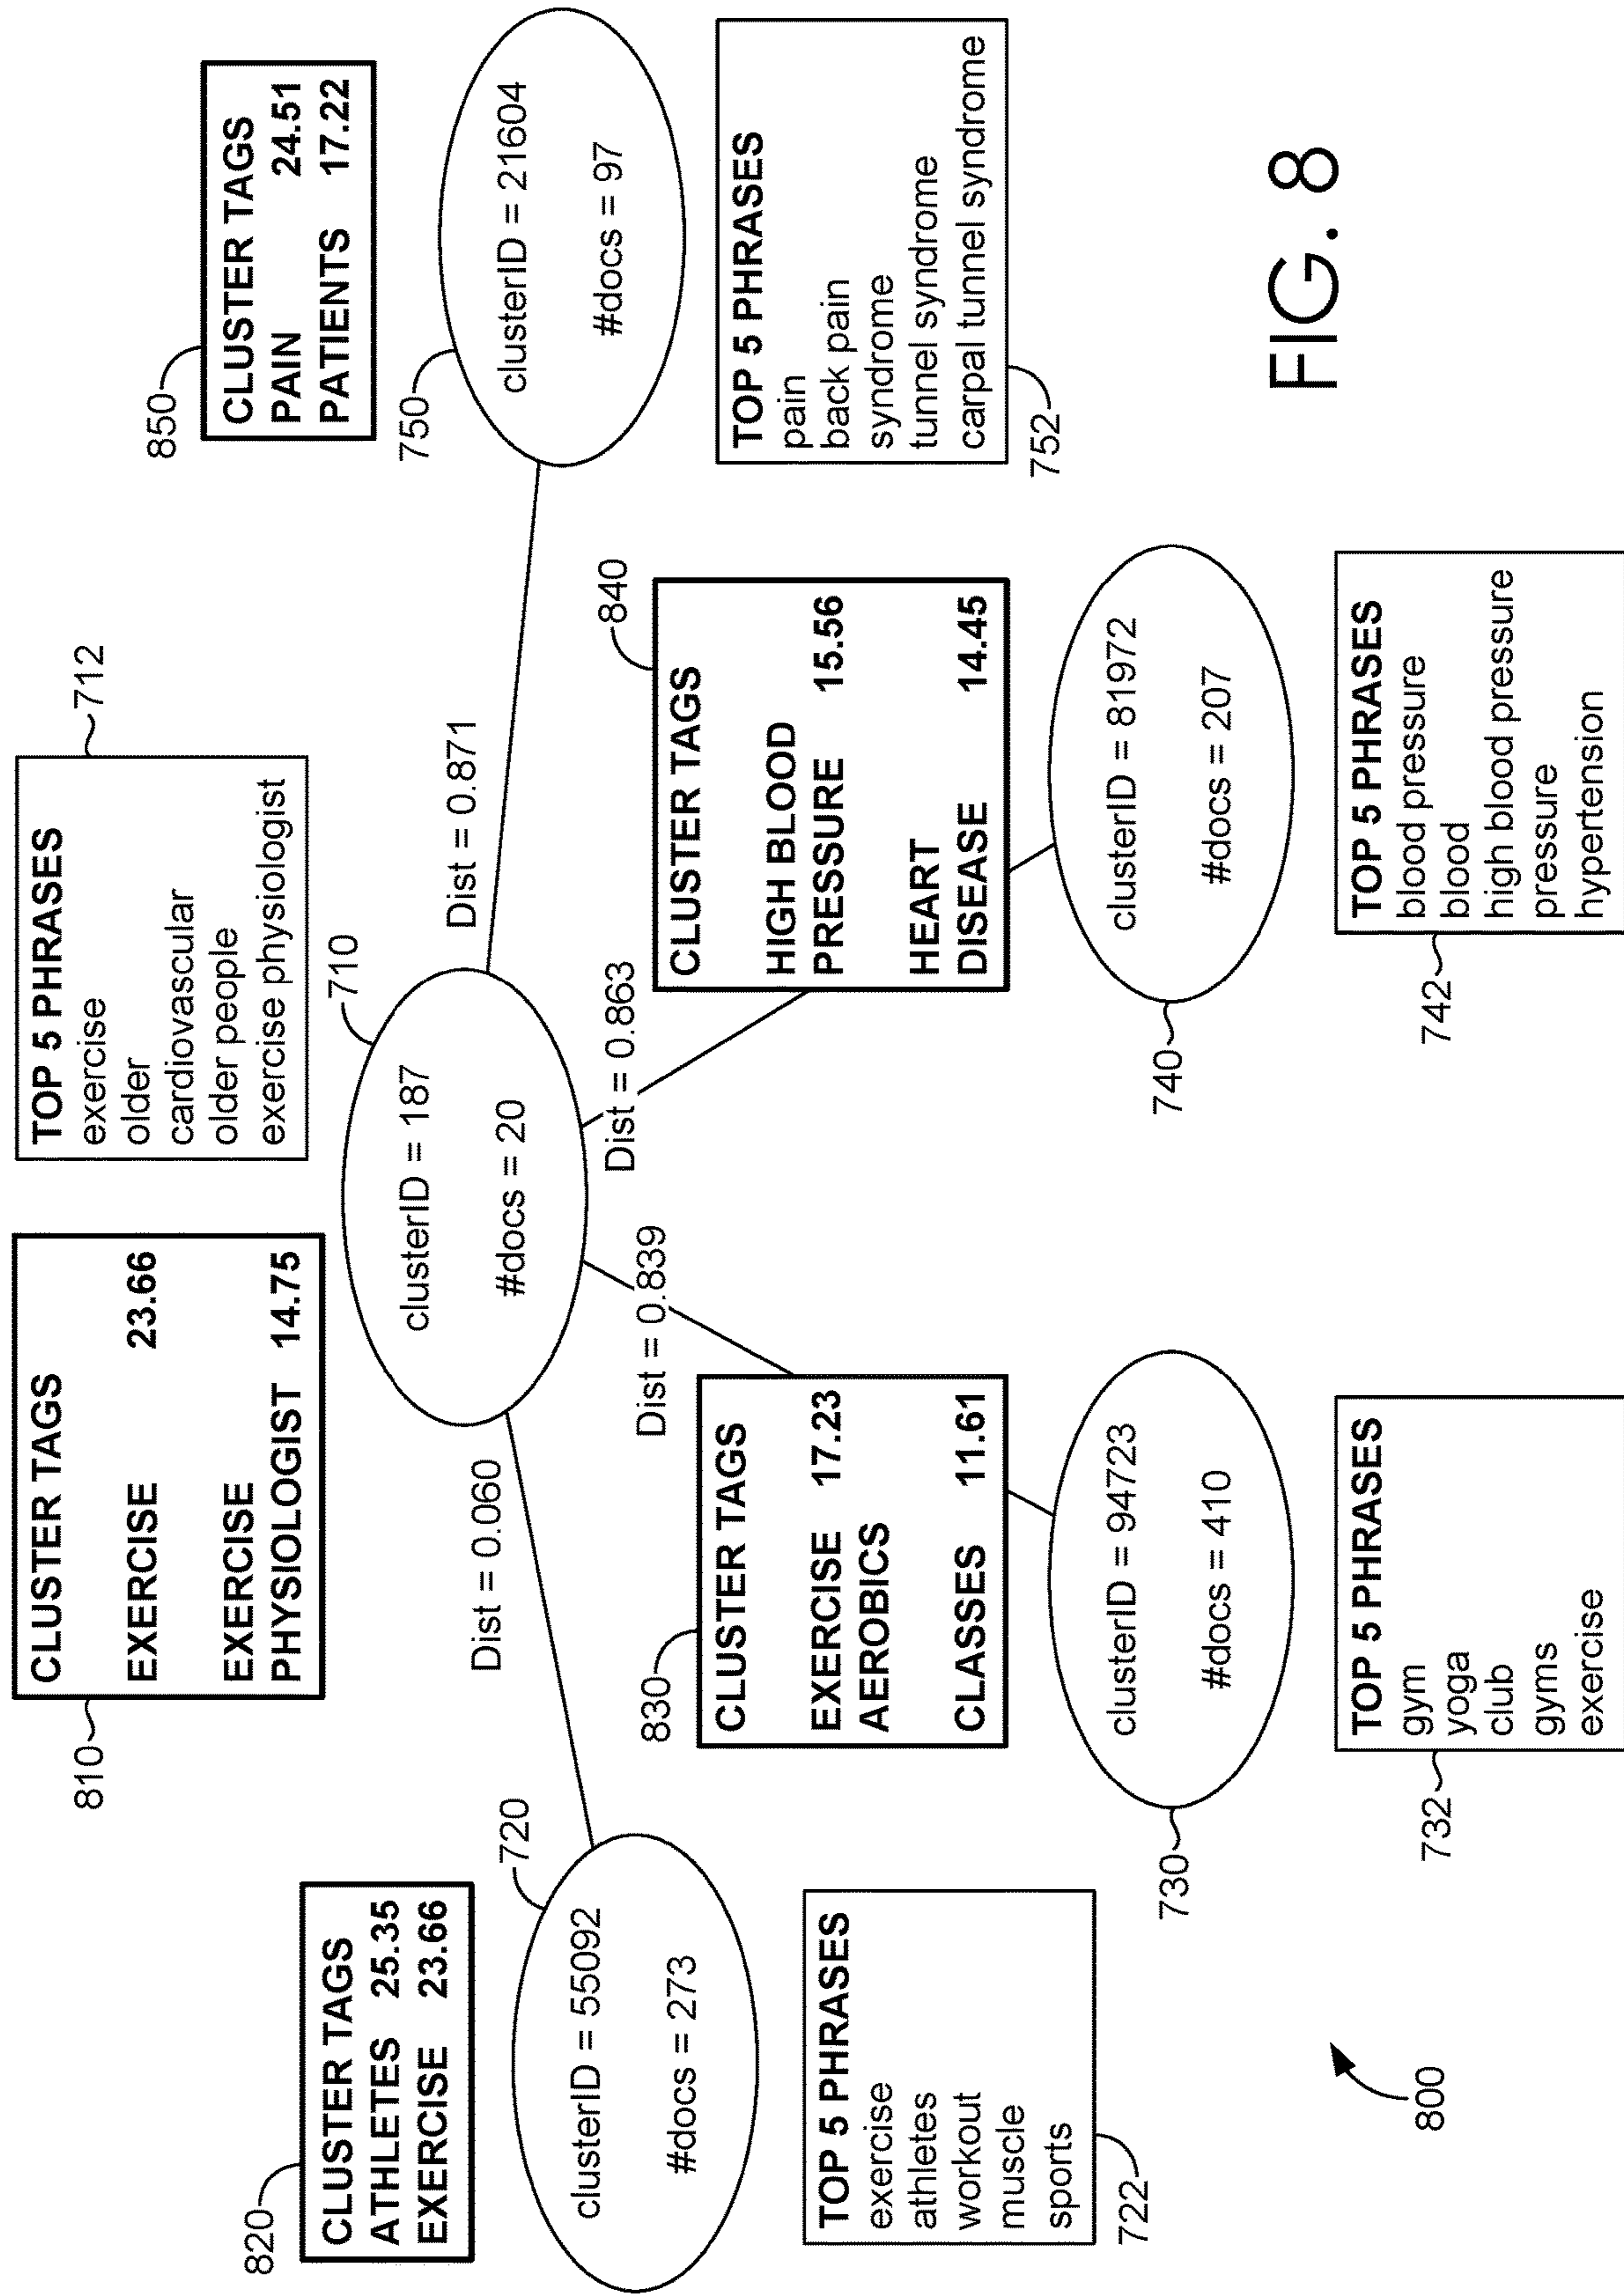 810
CLUSTER TAGS
EXERCISE 23.66
EXERCISE
PHYSIOLOGIST 14.75
TOP 5 PHRASES
exercise
older
cardiovascular
older people
exercise physiologist
712
710
clusterID = 187
#docs = 20
820
CLUSTER TAGS
ATHLETES 25.35
EXERCISE 23.66
720
clusterID = 55092
#docs = 273
TOP 5 PHRASES
exercise
athletes
workout
muscle
sports
722
Dist = 0.060
Dist = 0.839
Dist = 0.863
Dist = 0.871
830
CLUSTER TAGS
EXERCISE 17.23
AEROBICS
CLASSES 11.61
730
clusterID = 94723
#docs = 410
732
TOP 5 PHRASES
gym
yoga
club
gyms
exercise
840
CLUSTER TAGS
HIGH BLOOD
PRESSURE 15.56
HEART
DISEASE 14.45
740
clusterID = 81972
#docs = 207
742
TOP 5 PHRASES
blood pressure
blood
high blood pressure
pressure
hypertension
850
CLUSTER TAGS
PAIN 24.51
PATIENTS 17.22
750
clusterID = 21604
#docs = 97
TOP 5 PHRASES
pain
back pain
syndrome
tunnel syndrome
carpal tunnel syndrome
752
800
FIG. 8